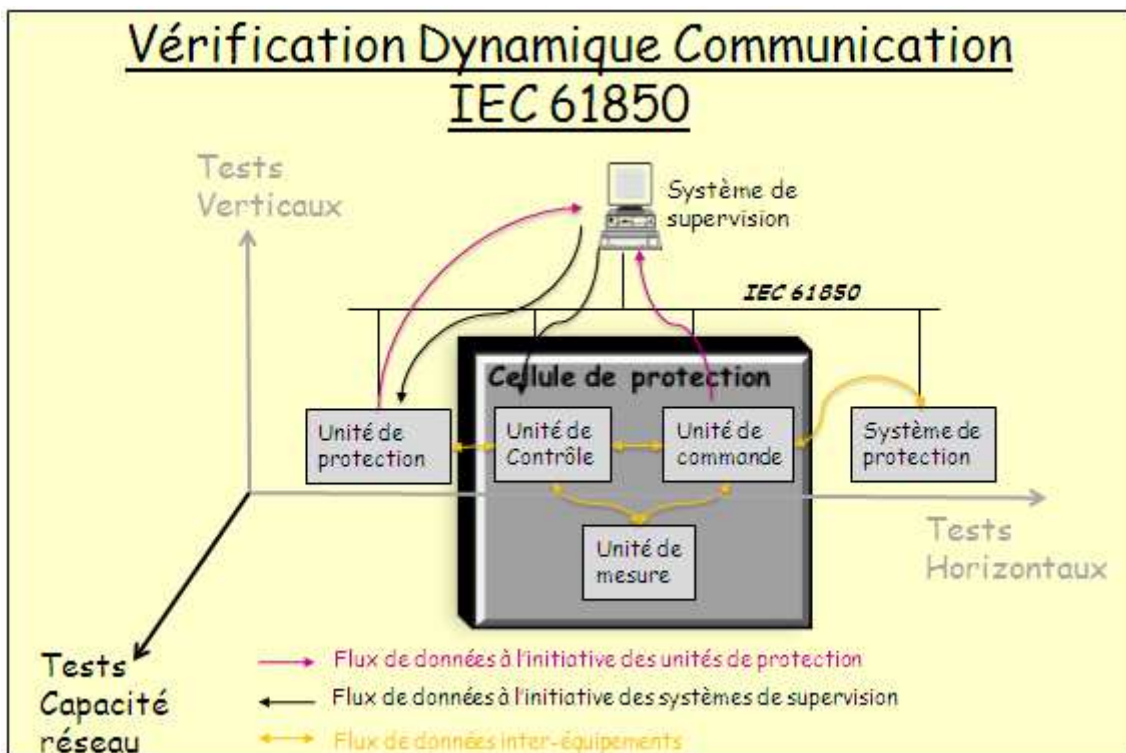 Vérification Dynamique Communication
IEC 61850
Tests
Verticaux
Système de
supervision
IEC 61850
Cellule de protection
Unité de
protection
Unité de
Contrôle
Unité de
commande
Système de
protection
Unité de
mesure
Tests
Horizontaux
Tests
Capacité
réseau
Flux de données à l'initiative des unités de protection
Flux de données à l'initiative des systèmes de supervision
Flux de données inter-équipements